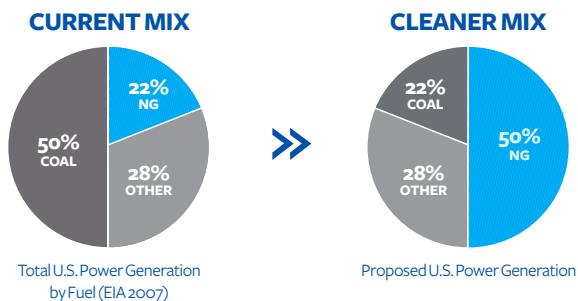 CURRENT MIX
22%
NG
50%
COAL
28%
OTHER
Total U.S. Power Generation
by Fuel (EIA 2007)
CLEANER MIX
22%
COAL
50%
NG
28%
OTHER
Proposed U.S. Power Generation